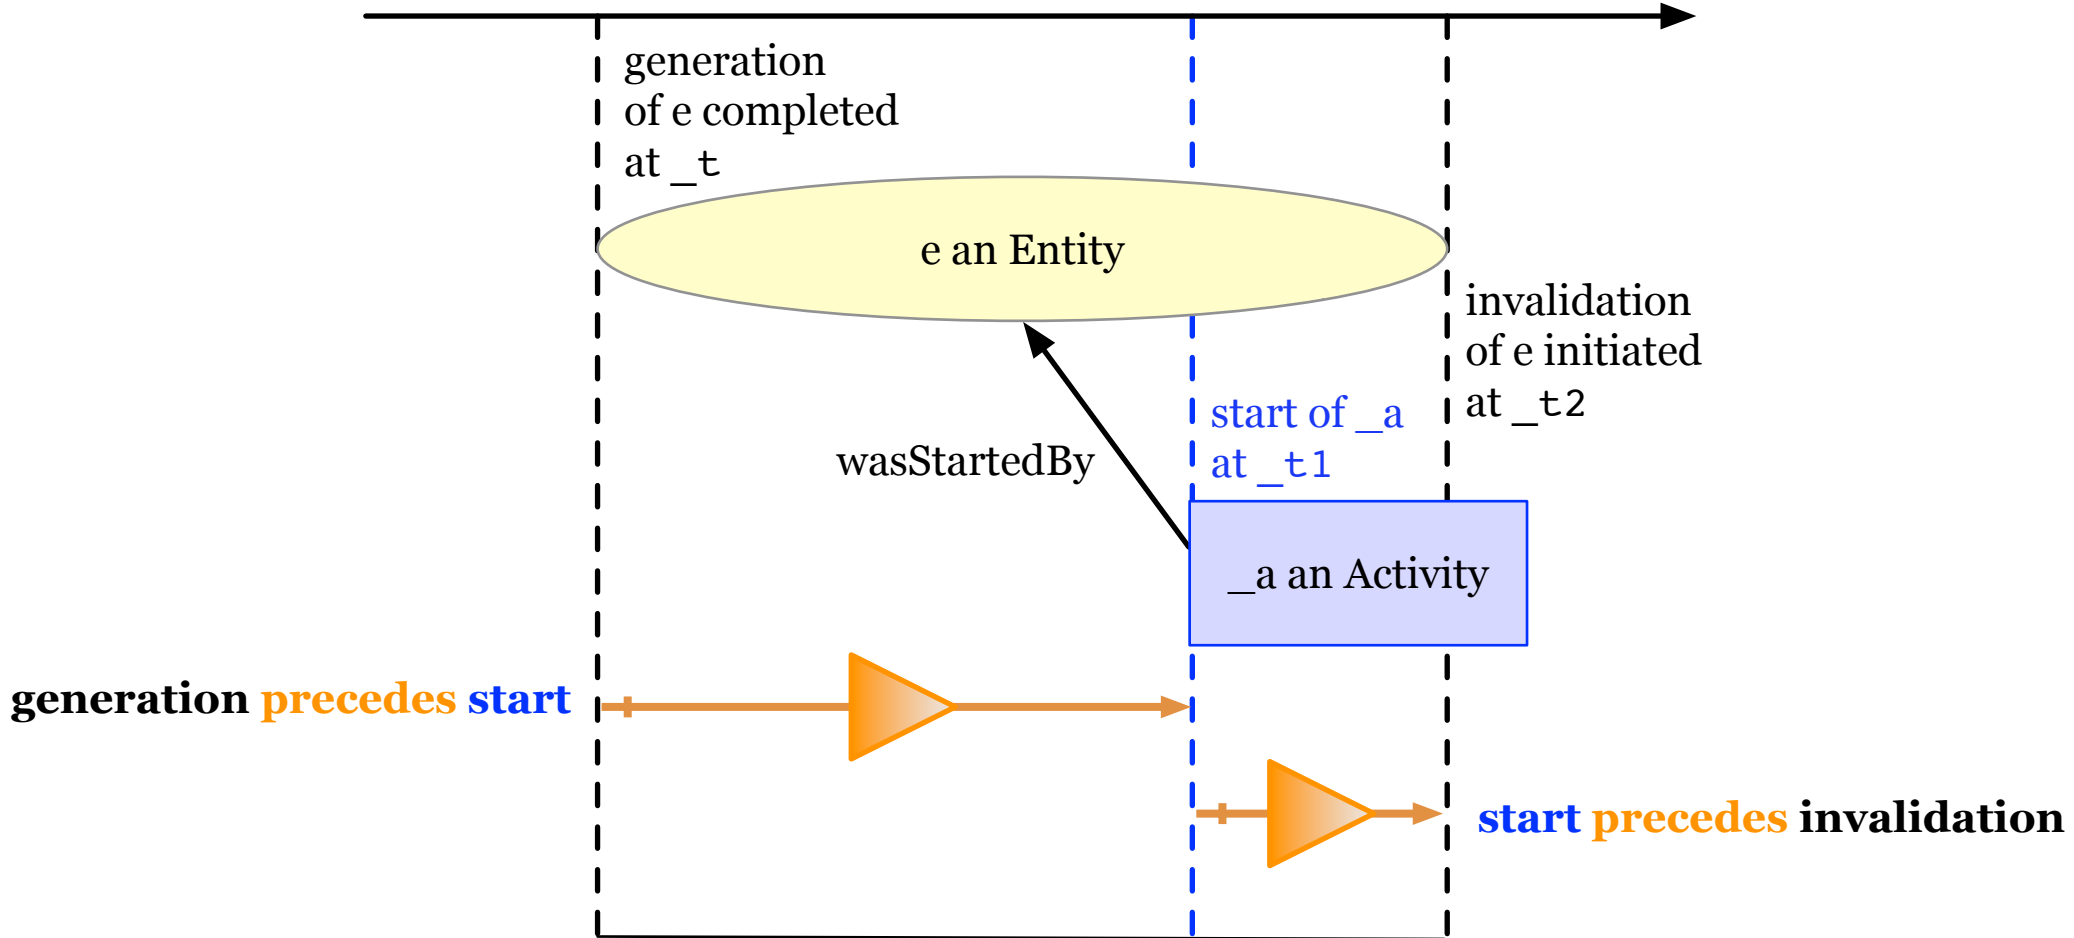 generation
of e completed
at _t
e an Entity
invalidation
of e initiated
at _t2
start of _a
at _t1
wasStartedBy
_a an Activity
generation precedes start
start precedes invalidation